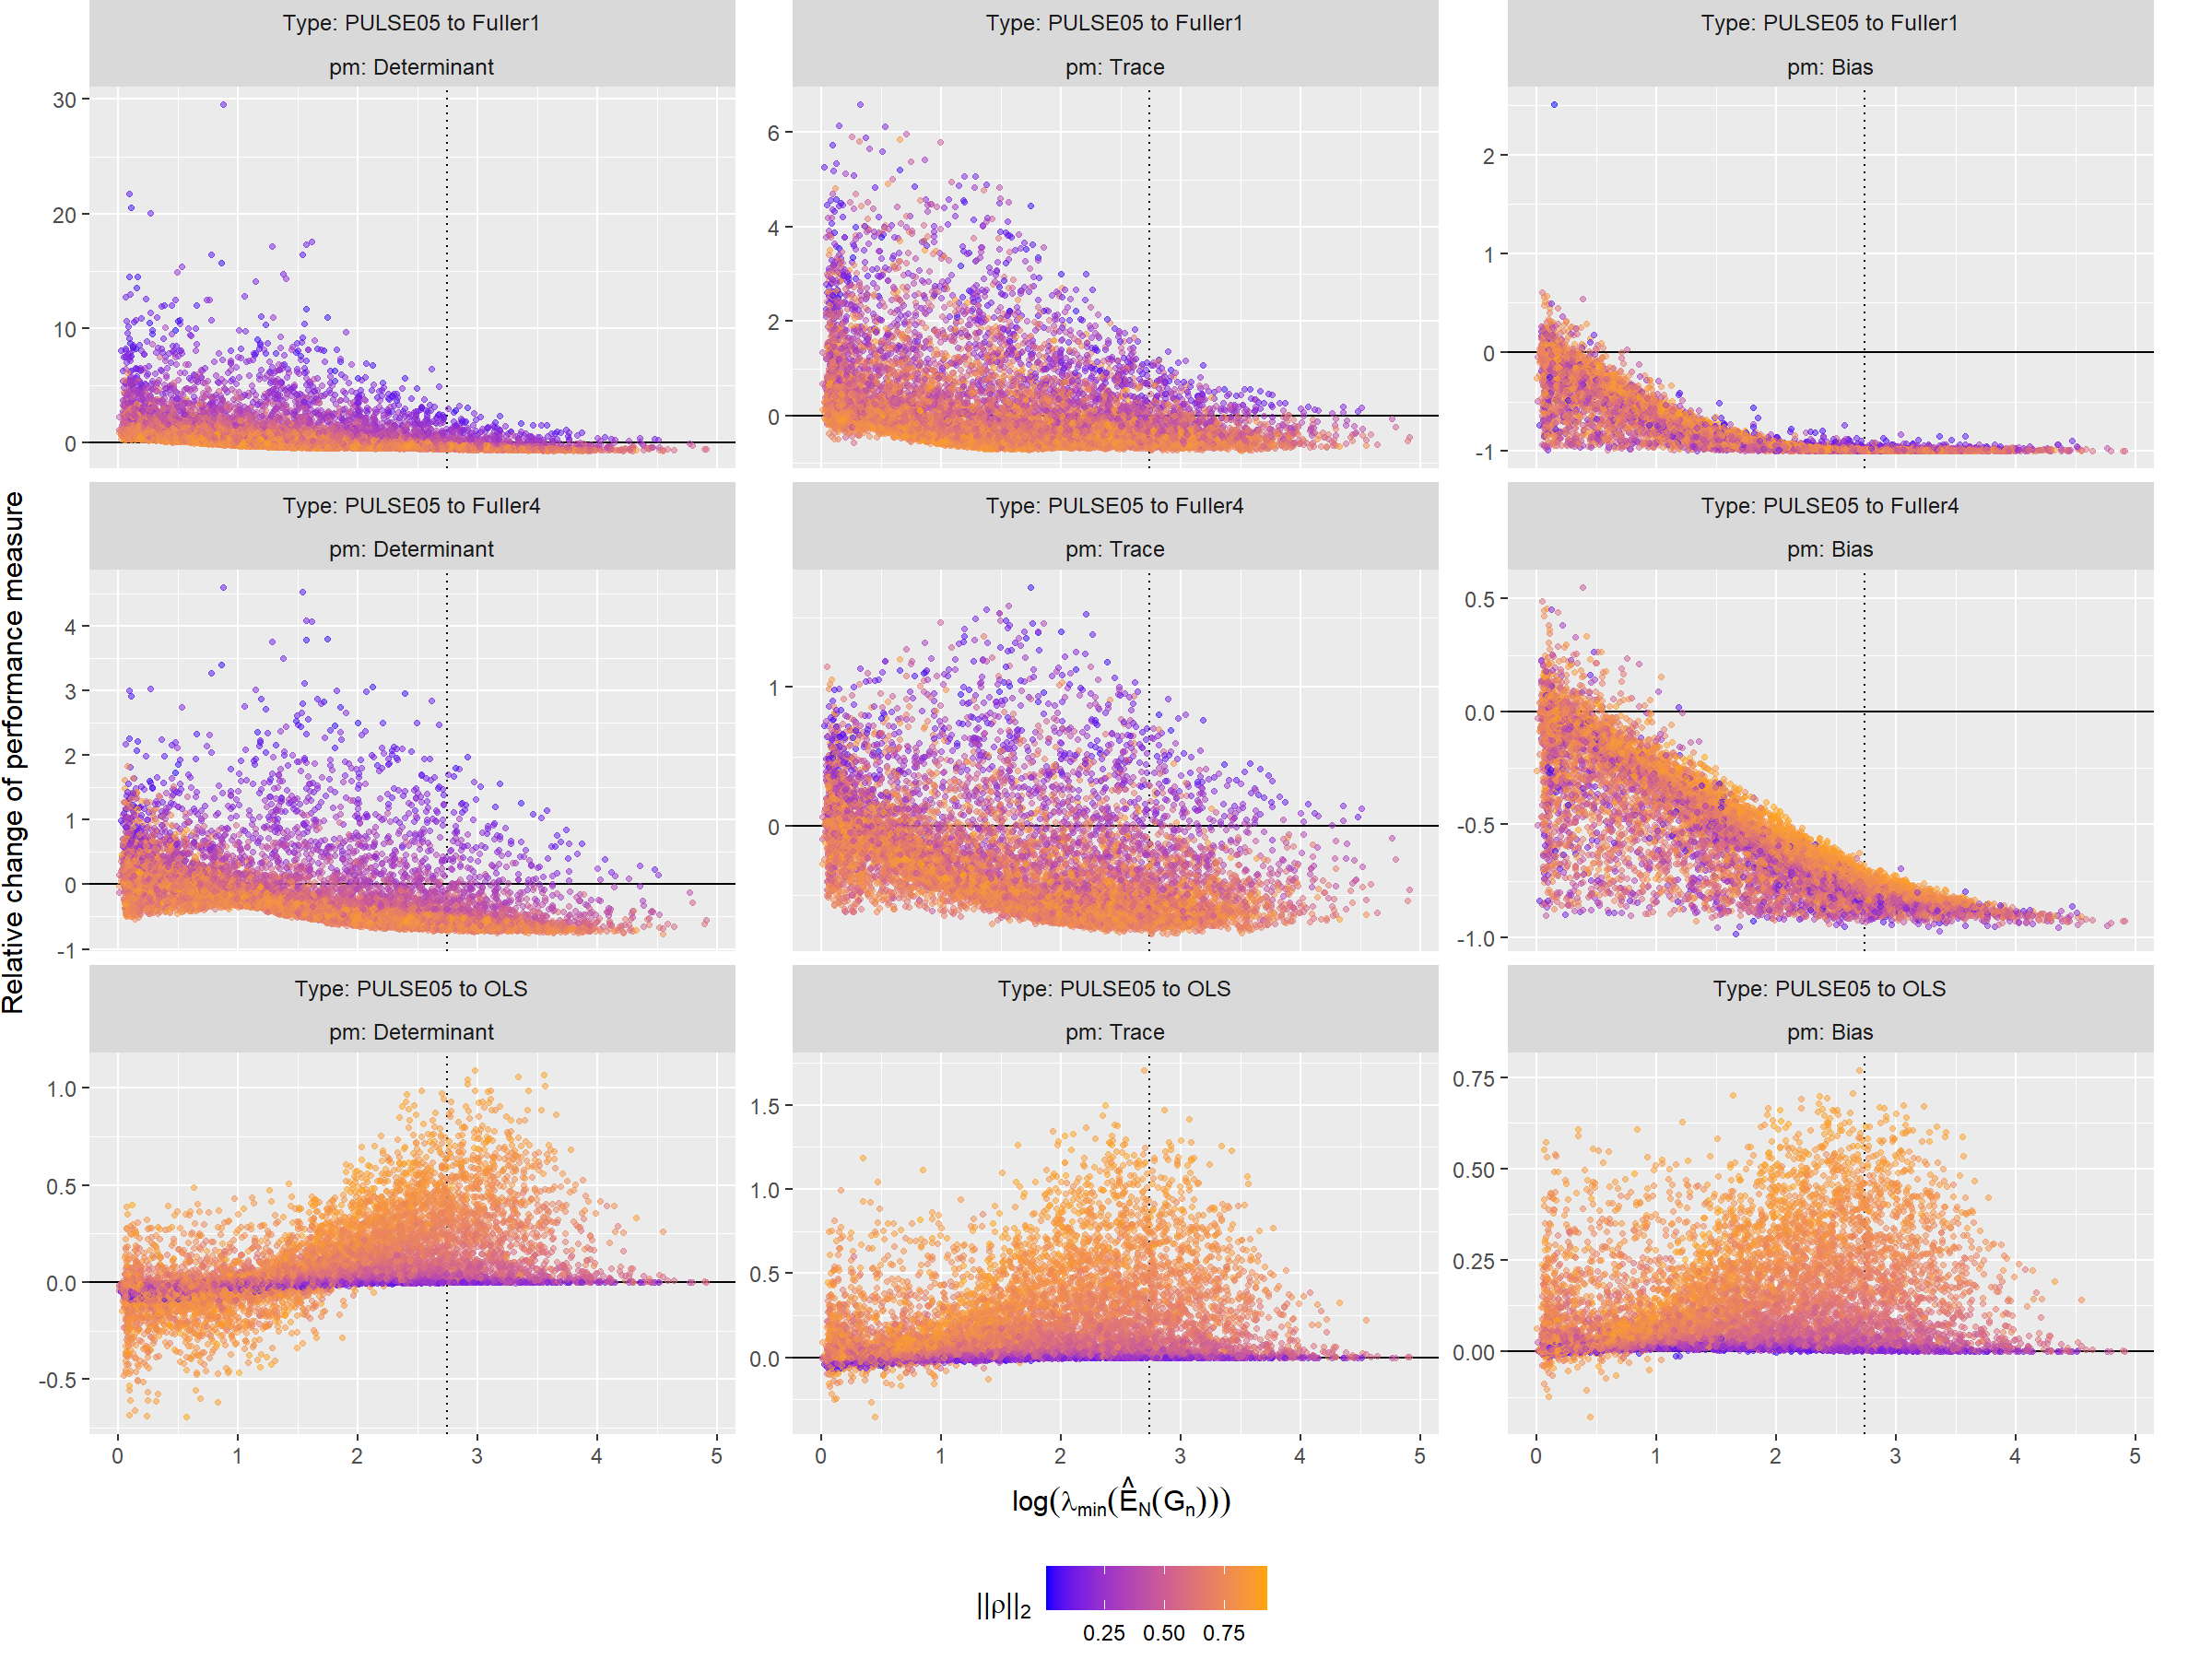 Type: PULSE05 to Fuller1
pm: Determinant
Type: PULSE05 to Fuller1
pm: Trace
Type: PULSE05 to Fuller1
pm: Bias
30
20
10
0
6
4
2
0
2
1
0
-1
Type: PULSE05 to Fuller4
pm: Determinant
Type: PULSE05 to Fuller4
pm: Trace
Type: PULSE05 to Fuller4
pm: Bias
4
3
2
1
0
-1
1
0
0.5
0.0
-0.5
-1.0
Relative change of performance measure
Type: PULSE05 to OLS
pm: Determinant
Type: PULSE05 to OLS
pm: Trace
Type: PULSE05 to OLS
pm: Bias
1.0
0.5
0.0
-0.5
1.5
1.0
0.5
0.0
0.75
0.50
0.25
0.00
0 1 2 3 4 5
0 1 2 3 4 5
0 1 2 3 4 5
log(λmin(ÊN(Gn)))
||ρ||2
0.25 0.50 0.75